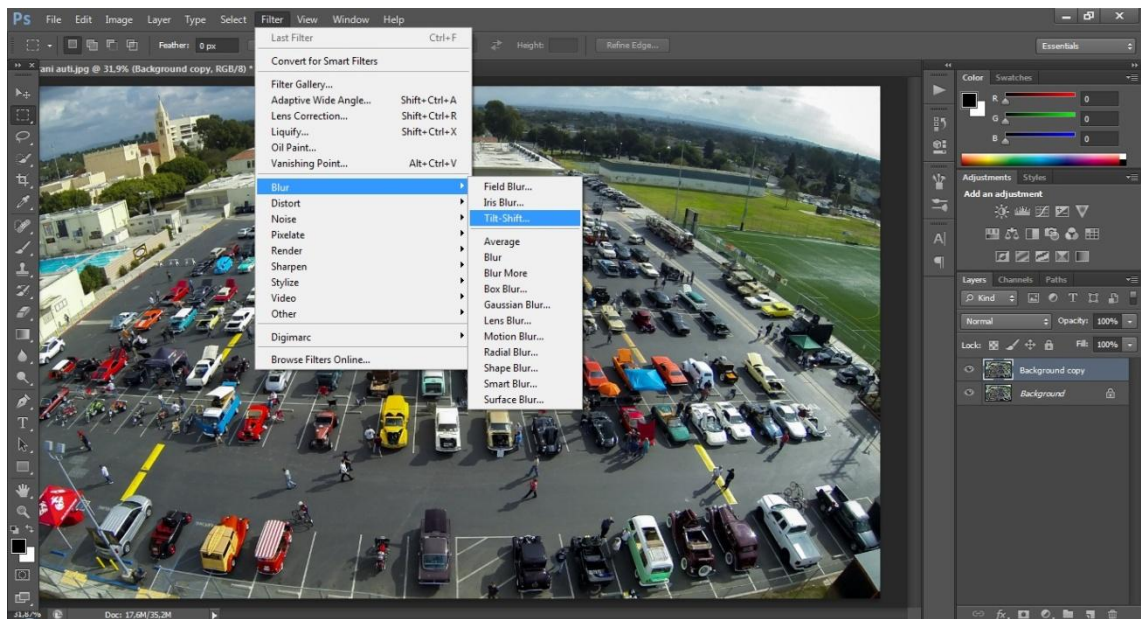 Ps File Edit Image Layer Type Select Filter View Window Help
Feather: 0 px Height: Refine Edge... Essentials
ani auti.jpg @ 31,9% (Background copy, RGB/8) *
Last Filter Ctrl+F
Convert for Smart Filters
Filter Gallery...
Adaptive Wide Angle... Shift+Ctrl+A
Lens Correction... Shift+Ctrl+R
Liquify... Shift+Ctrl+X
Oil Paint...
Vanishing Point... Alt+Ctrl+V
Blur
Distort
Noise
Pixelate
Render
Sharpen
Stylize
Video
Other
Digimarc
Browse Filters Online...
Field Blur...
Iris Blur...
Tilt-Shift...
Average
Blur
Blur More
Box Blur...
Gaussian Blur...
Lens Blur...
Motion Blur...
Radial Blur...
Shape Blur...
Smart Blur...
Surface Blur...
Color Swatches
R 0
G 0
B 0
Adjustments Styles
Add an adjustment
Layers Channels Paths
Kind
Normal Opacity: 100%
Lock: Fill: 100%
Background copy
Background
31,87% Doc: 17,6M/35,2M